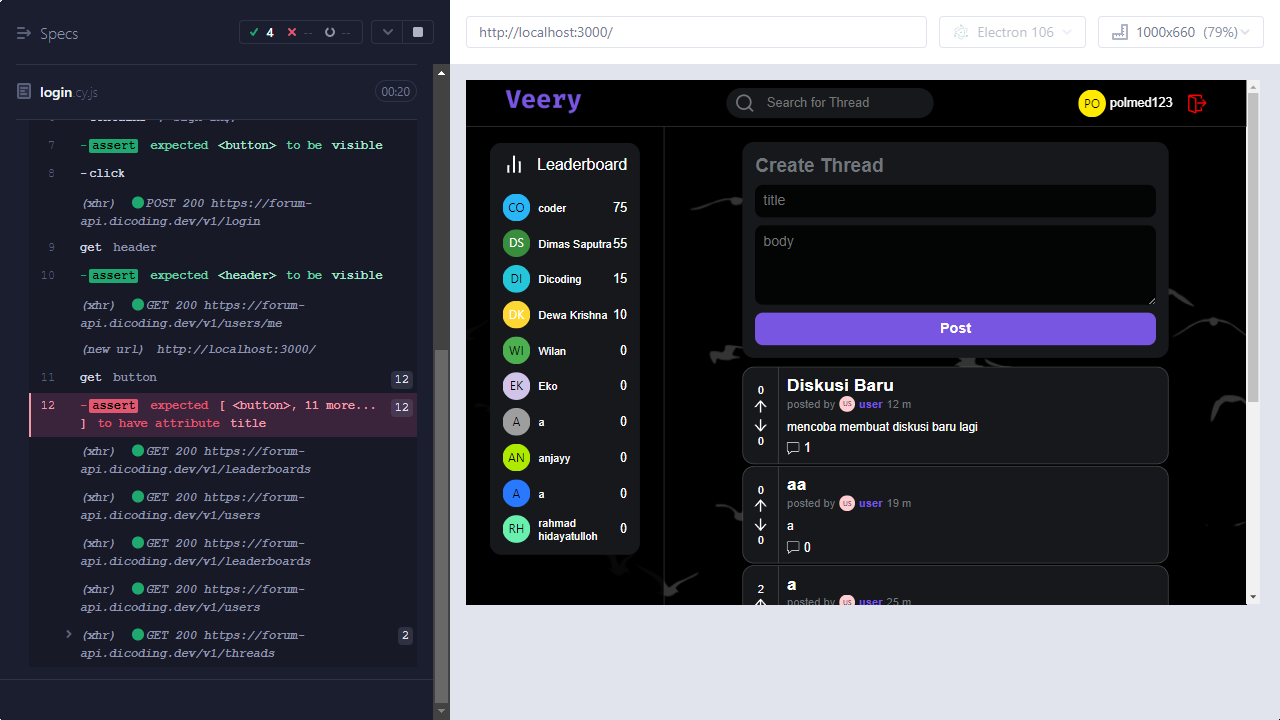 Specs
4
--
--
login.cy.js
00:20
7 -assert expected <button> to be visible
8 -click
(xhr) POST 200 https://forum-
api.dicoding.dev/v1/login
9 get header
10 -assert expected <header> to be visible
(xhr) GET 200 https://forum-
api.dicoding.dev/v1/users/me
(new url) http://localhost:3000/
11 get button 12
12 -assert expected [ <button>, 11 more... 12
] to have attribute title
(xhr) GET 200 https://forum-
api.dicoding.dev/v1/leaderboards
(xhr) GET 200 https://forum-
api.dicoding.dev/v1/users
(xhr) GET 200 https://forum-
api.dicoding.dev/v1/leaderboards
(xhr) GET 200 https://forum-
api.dicoding.dev/v1/users
(xhr) GET 200 https://forum- 2
api.dicoding.dev/v1/threads
http://localhost:3000/
Electron 106
1000x660 (79%)
Veery
Search for Thread
PO polmed123
Leaderboard
CO coder 75
DS Dimas Saputra 55
DI Dicoding 15
DK Dewa Krishna 10
WI Wilan 0
EK Eko 0
A a 0
AN anjayy 0
A a 0
RH rahmad
hidayatulloh 0
Create Thread
title
body
Post
0
0
Diskusi Baru
posted by US user 12 m
mencoba membuat diskusi baru lagi
1
0
0
aa
posted by US user 19 m
a
0
2
a
posted by US user 25 m